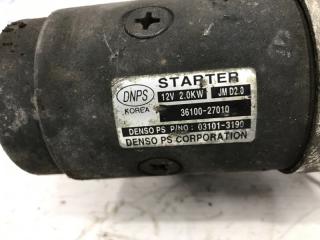 STARTER
DNPS
KOREA
12V 2.0KW JM D2.0
36100-27010
DENSO PS P/NO : 03101-3190
DENSO PS CORPORATION